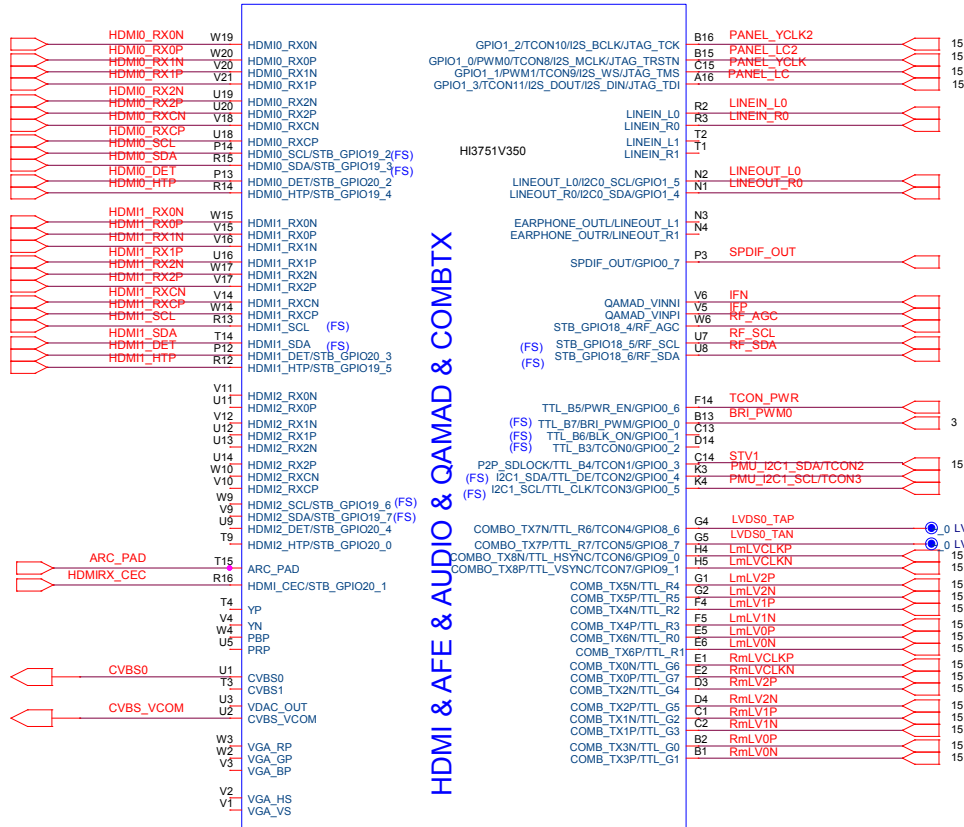 HDMI0_RX0N W19 HDMI0_RX0N
HDMI0_RX0P W20 HDMI0_RX0P
HDMI0_RX1N V20 HDMI0_RX1N
HDMI0_RX1P V21 HDMI0_RX1P
HDMI0_RX2N U19 HDMI0_RX2N
HDMI0_RX2P U20 HDMI0_RX2P
HDMI0_RXCN V18 HDMI0_RXCN
HDMI0_RXCP U18 HDMI0_RXCP
HDMI0_SCL P14 HDMI0_SCL/STB_GPIO19_2 (FS)
HDMI0_SDA R15 HDMI0_SDA/STB_GPIO19_3 (FS)
HDMI0_DET P13 HDMI0_DET/STB_GPIO20_2
HDMI0_HTP R14 HDMI0_HTP/STB_GPIO19_4
HDMI1_RX0N W15 HDMI1_RX0N
HDMI1_RX0P V15 HDMI1_RX0P
HDMI1_RX1N V16 HDMI1_RX1N
HDMI1_RX1P U16 HDMI1_RX1P
HDMI1_RX2N W17 HDMI1_RX2N
HDMI1_RX2P V17 HDMI1_RX2P
HDMI1_RXCN V14 HDMI1_RXCN
HDMI1_RXCP W14 HDMI1_RXCP
HDMI1_SCL R13 HDMI1_SCL (FS)
HDMI1_SDA T14 HDMI1_SDA (FS)
HDMI1_DET P12 HDMI1_DET/STB_GPIO20_3
HDMI1_HTP R12 HDMI1_HTP/STB_GPIO19_5
V11 HDMI2_RX0N
U11 HDMI2_RX0P
V12 HDMI2_RX1N
U12 HDMI2_RX1P
U13 HDMI2_RX2N
U14 HDMI2_RX2P
W10 HDMI2_RXCN
V10 HDMI2_RXCP
W9 HDMI2_SCL/STB_GPIO19_6 (FS)
V9 HDMI2_SDA/STB_GPIO19_7 (FS)
U9 HDMI2_DET/STB_GPIO20_4
T9 HDMI2_HTP/STB_GPIO20_0
ARC_PAD T15 ARC_PAD
HDMIRX_CEC R16 HDMI_CEC/STB_GPIO20_1
T4 YP
V4 YN
W4 PBP
U5 PRP
CVBS0 U1 CVBS0
T3 CVBS1
U3 VDAC_OUT
CVBS_VCOM U2 CVBS_VCOM
W3 VGA_RP
W2 VGA_GP
V3 VGA_BP
V2 VGA_HS
V1 VGA_VS
HI3751V350
HDMI & AFE & AUDIO & QAMAD & COMBTX
GPIO1_2/TCON10/I2S_BCLK/JTAG_TCK B16 PANEL_YCLK2 15
GPIO1_0/PWM0/TCON8/I2S_MCLK/JTAG_TRSTN B15 PANEL_LC2 15
GPIO1_1/PWM1/TCON9/I2S_WS/JTAG_TMS C15 PANEL_YCLK 15
GPIO1_3/TCON11/I2S_DOUT/I2S_DIN/JTAG_TDI A16 PANEL_LC 15
LINEIN_L0 R2 LINEIN_L0
LINEIN_R0 R3 LINEIN_R0
LINEIN_L1 T2
LINEIN_R1 T1
LINEOUT_L0/I2C0_SCL/GPIO1_5 N2 LINEOUT_L0
LINEOUT_R0/I2C0_SDA/GPIO1_4 N1 LINEOUT_R0
EARPHONE_OUTL/LINEOUT_L1 N3
EARPHONE_OUTR/LINEOUT_R1 N4
SPDIF_OUT/GPIO0_7 P3 SPDIF_OUT
QAMAD_VINNI V6 IFN
QAMAD_VINPI V5 IFP
STB_GPIO18_4/RF_AGC W6 RF_AGC
(FS) STB_GPIO18_5/RF_SCL U7 RF_SCL
(FS) STB_GPIO18_6/RF_SDA U8 RF_SDA
TTL_B5/PWR_EN/GPIO0_6 F14 TCON_PWR
(FS) TTL_B7/BRI_PWM/GPIO0_0 B13 BRI_PWM0 3
(FS) TTL_B6/BLK_ON/GPIO0_1 C13
(FS) TTL_B3/TCON0/GPIO0_2 D14
P2P_SDLOCK/TTL_B4/TCON1/GPIO0_3 C14 STV1 15
(FS) I2C1_SDA/TTL_DE/TCON2/GPIO0_4 K3 PMU_I2C1_SDA/TCON2
(FS) I2C1_SCL/TTL_CLK/TCON3/GPIO0_5 K4 PMU_I2C1_SCL/TCON3
COMBO_TX7N/TTL_R6/TCON4/GPIO8_6 G4 LVDS0_TAP _0 LV
COMBO_TX7P/TTL_R7/TCON5/GPIO8_7 G5 LVDS0_TAN _0 LV
COMBO_TX8N/TTL_HSYNC/TCON6/GPIO9_0 H4 LmLVCLKP 15
COMBO_TX8P/TTL_VSYNC/TCON7/GPIO9_1 H5 LmLVCLKN 15
COMB_TX5N/TTL_R4 G1 LmLV2P 15
COMB_TX5P/TTL_R5 G2 LmLV2N 15
COMB_TX4N/TTL_R2 F4 LmLV1P 15
COMB_TX4P/TTL_R3 F5 LmLV1N 15
COMB_TX6N/TTL_R0 E5 LmLV0P 15
COMB_TX6P/TTL_R1 E6 LmLV0N 15
COMB_TX0N/TTL_G6 E1 RmLVCLKP 15
COMB_TX0P/TTL_G7 E2 RmLVCLKN 15
COMB_TX2N/TTL_G4 D3 RmLV2P 15
COMB_TX2P/TTL_G5 D4 RmLV2N 15
COMB_TX1N/TTL_G2 C1 RmLV1P 15
COMB_TX1P/TTL_G3 C2 RmLV1N 15
COMB_TX3N/TTL_G0 B2 RmLV0P 15
COMB_TX3P/TTL_G1 B1 RmLV0N 15